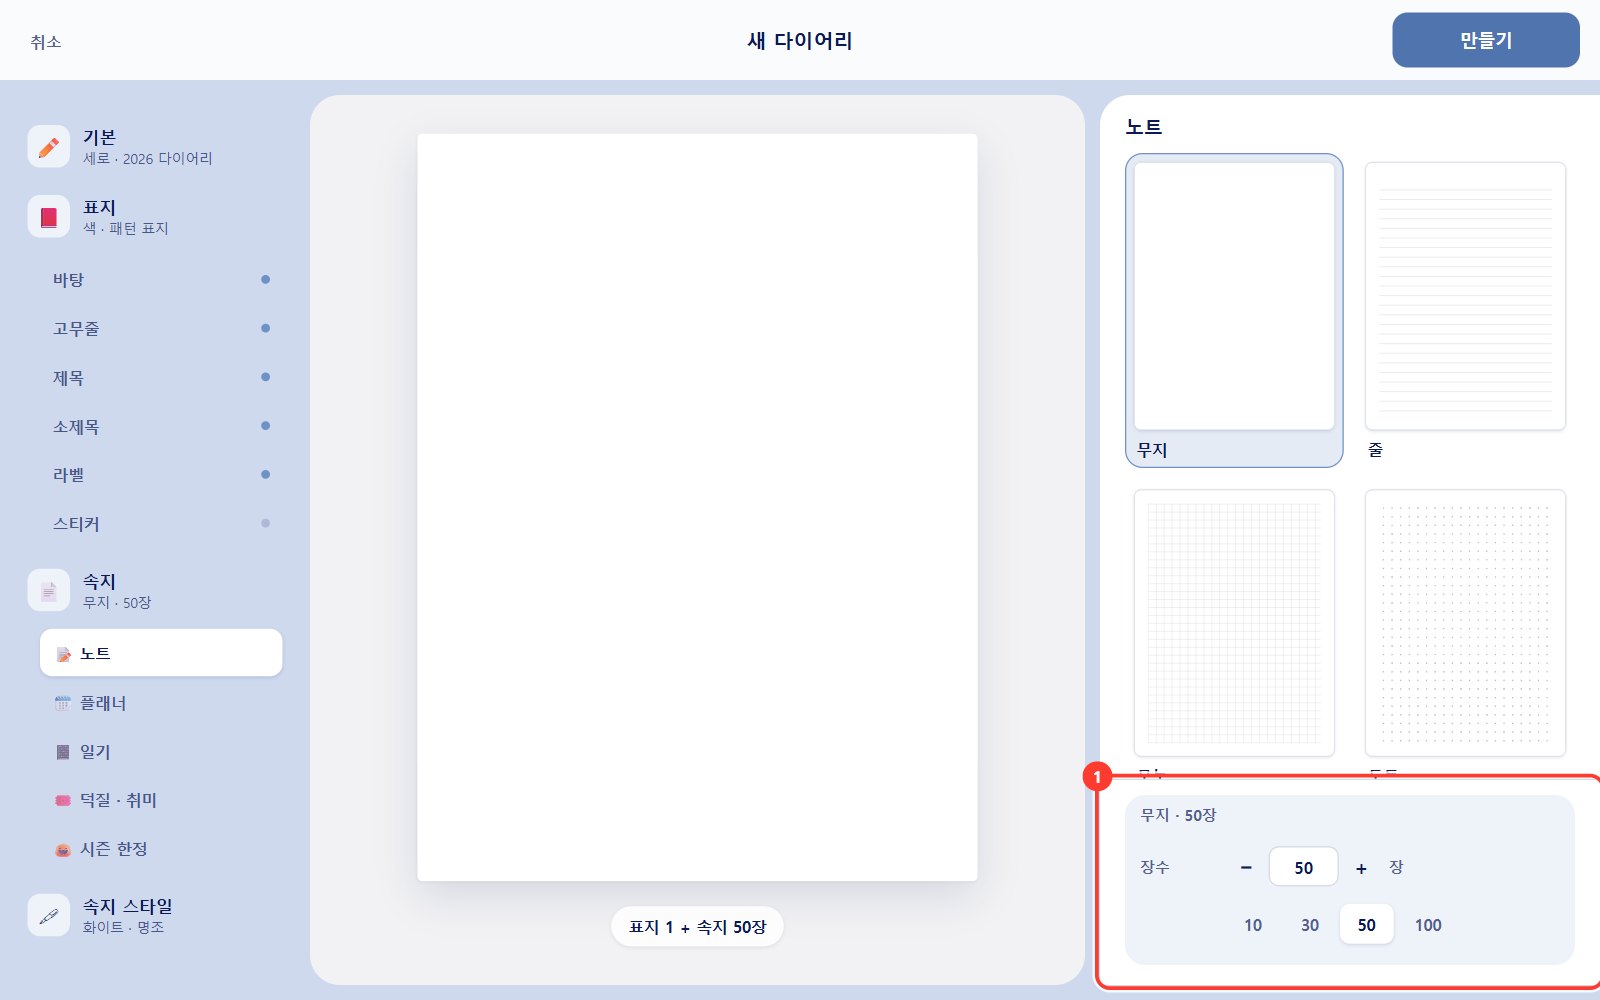 취소
새 다이어리
만들기
기본
세로 · 2026 다이어리
표지
색 · 패턴 표지
바탕
고무줄
제목
소제목
라벨
스티커
속지
무지 · 50장
노트
플래너
일기
덕질 · 취미
시즌 한정
속지 스타일
화이트 · 명조
표지 1 + 속지 50장
노트
무지
줄
1
무지 · 50장
장수
− 50 + 장
10 30 50 100